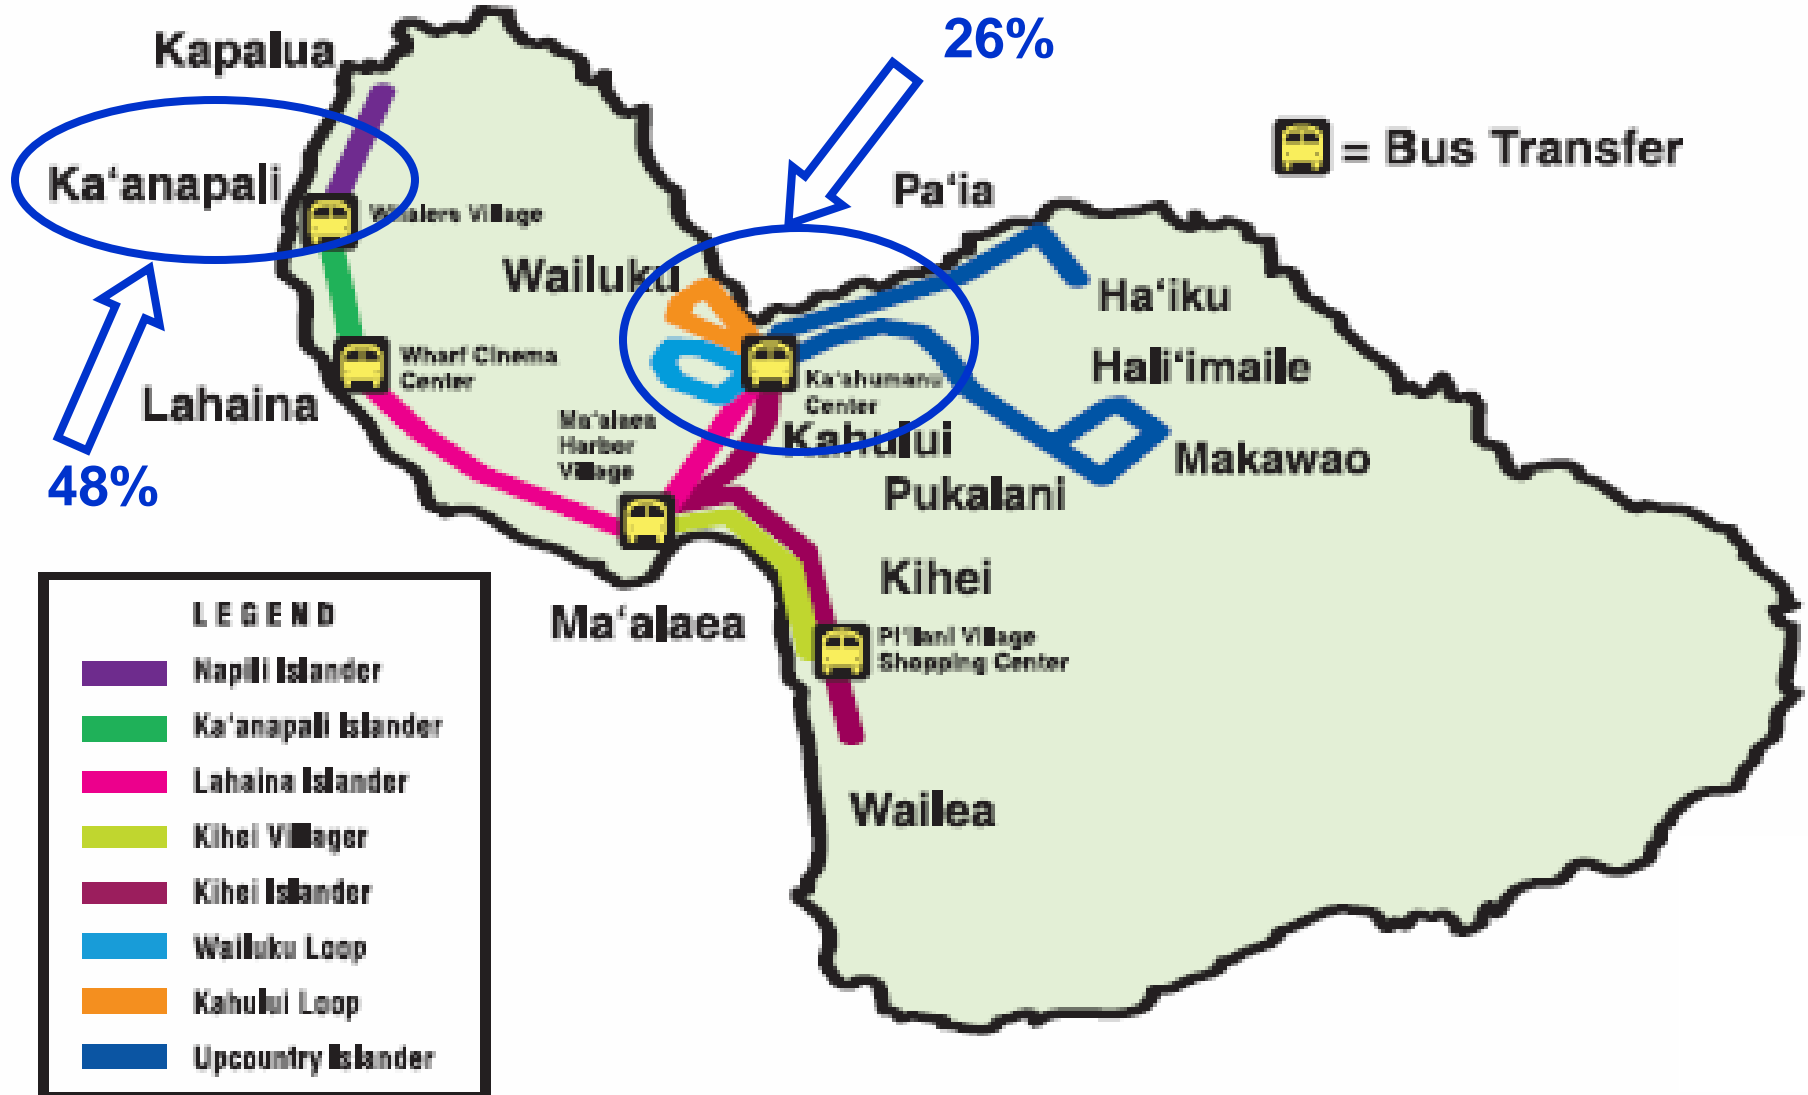 26%
Kapalua
= Bus Transfer
Ka‘anapali
Pa‘ia
Whalers Village
Wailuku
Ha‘iku
Wharf Cinema
Center
Hali‘imaile
Ka‘ahumanu
Center
Lahaina
Ma‘alaea
Harbor
Village
Kahului
Makawao
48%
Pukalani
Kihei
Ma‘alaea
Pi‘ilani Village
Shopping Center
Wailea
LEGEND
Napili Islander
Ka‘anapali Islander
Lahaina Islander
Kihei Villager
Kihei Islander
Wailuku Loop
Kahului Loop
Upcountry Islander